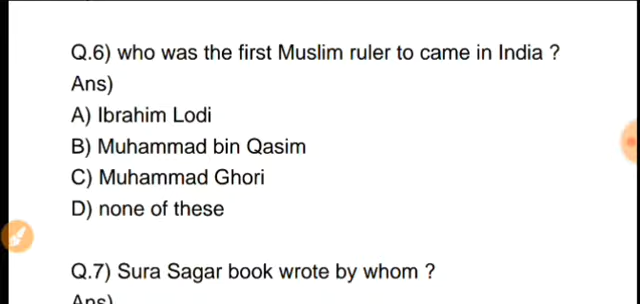 Q.6) who was the first Muslim ruler to came in India ?
Ans)
A) Ibrahim Lodi
B) Muhammad bin Qasim
C) Muhammad Ghori
D) none of these
Q.7) Sura Sagar book wrote by whom ?
Ans)